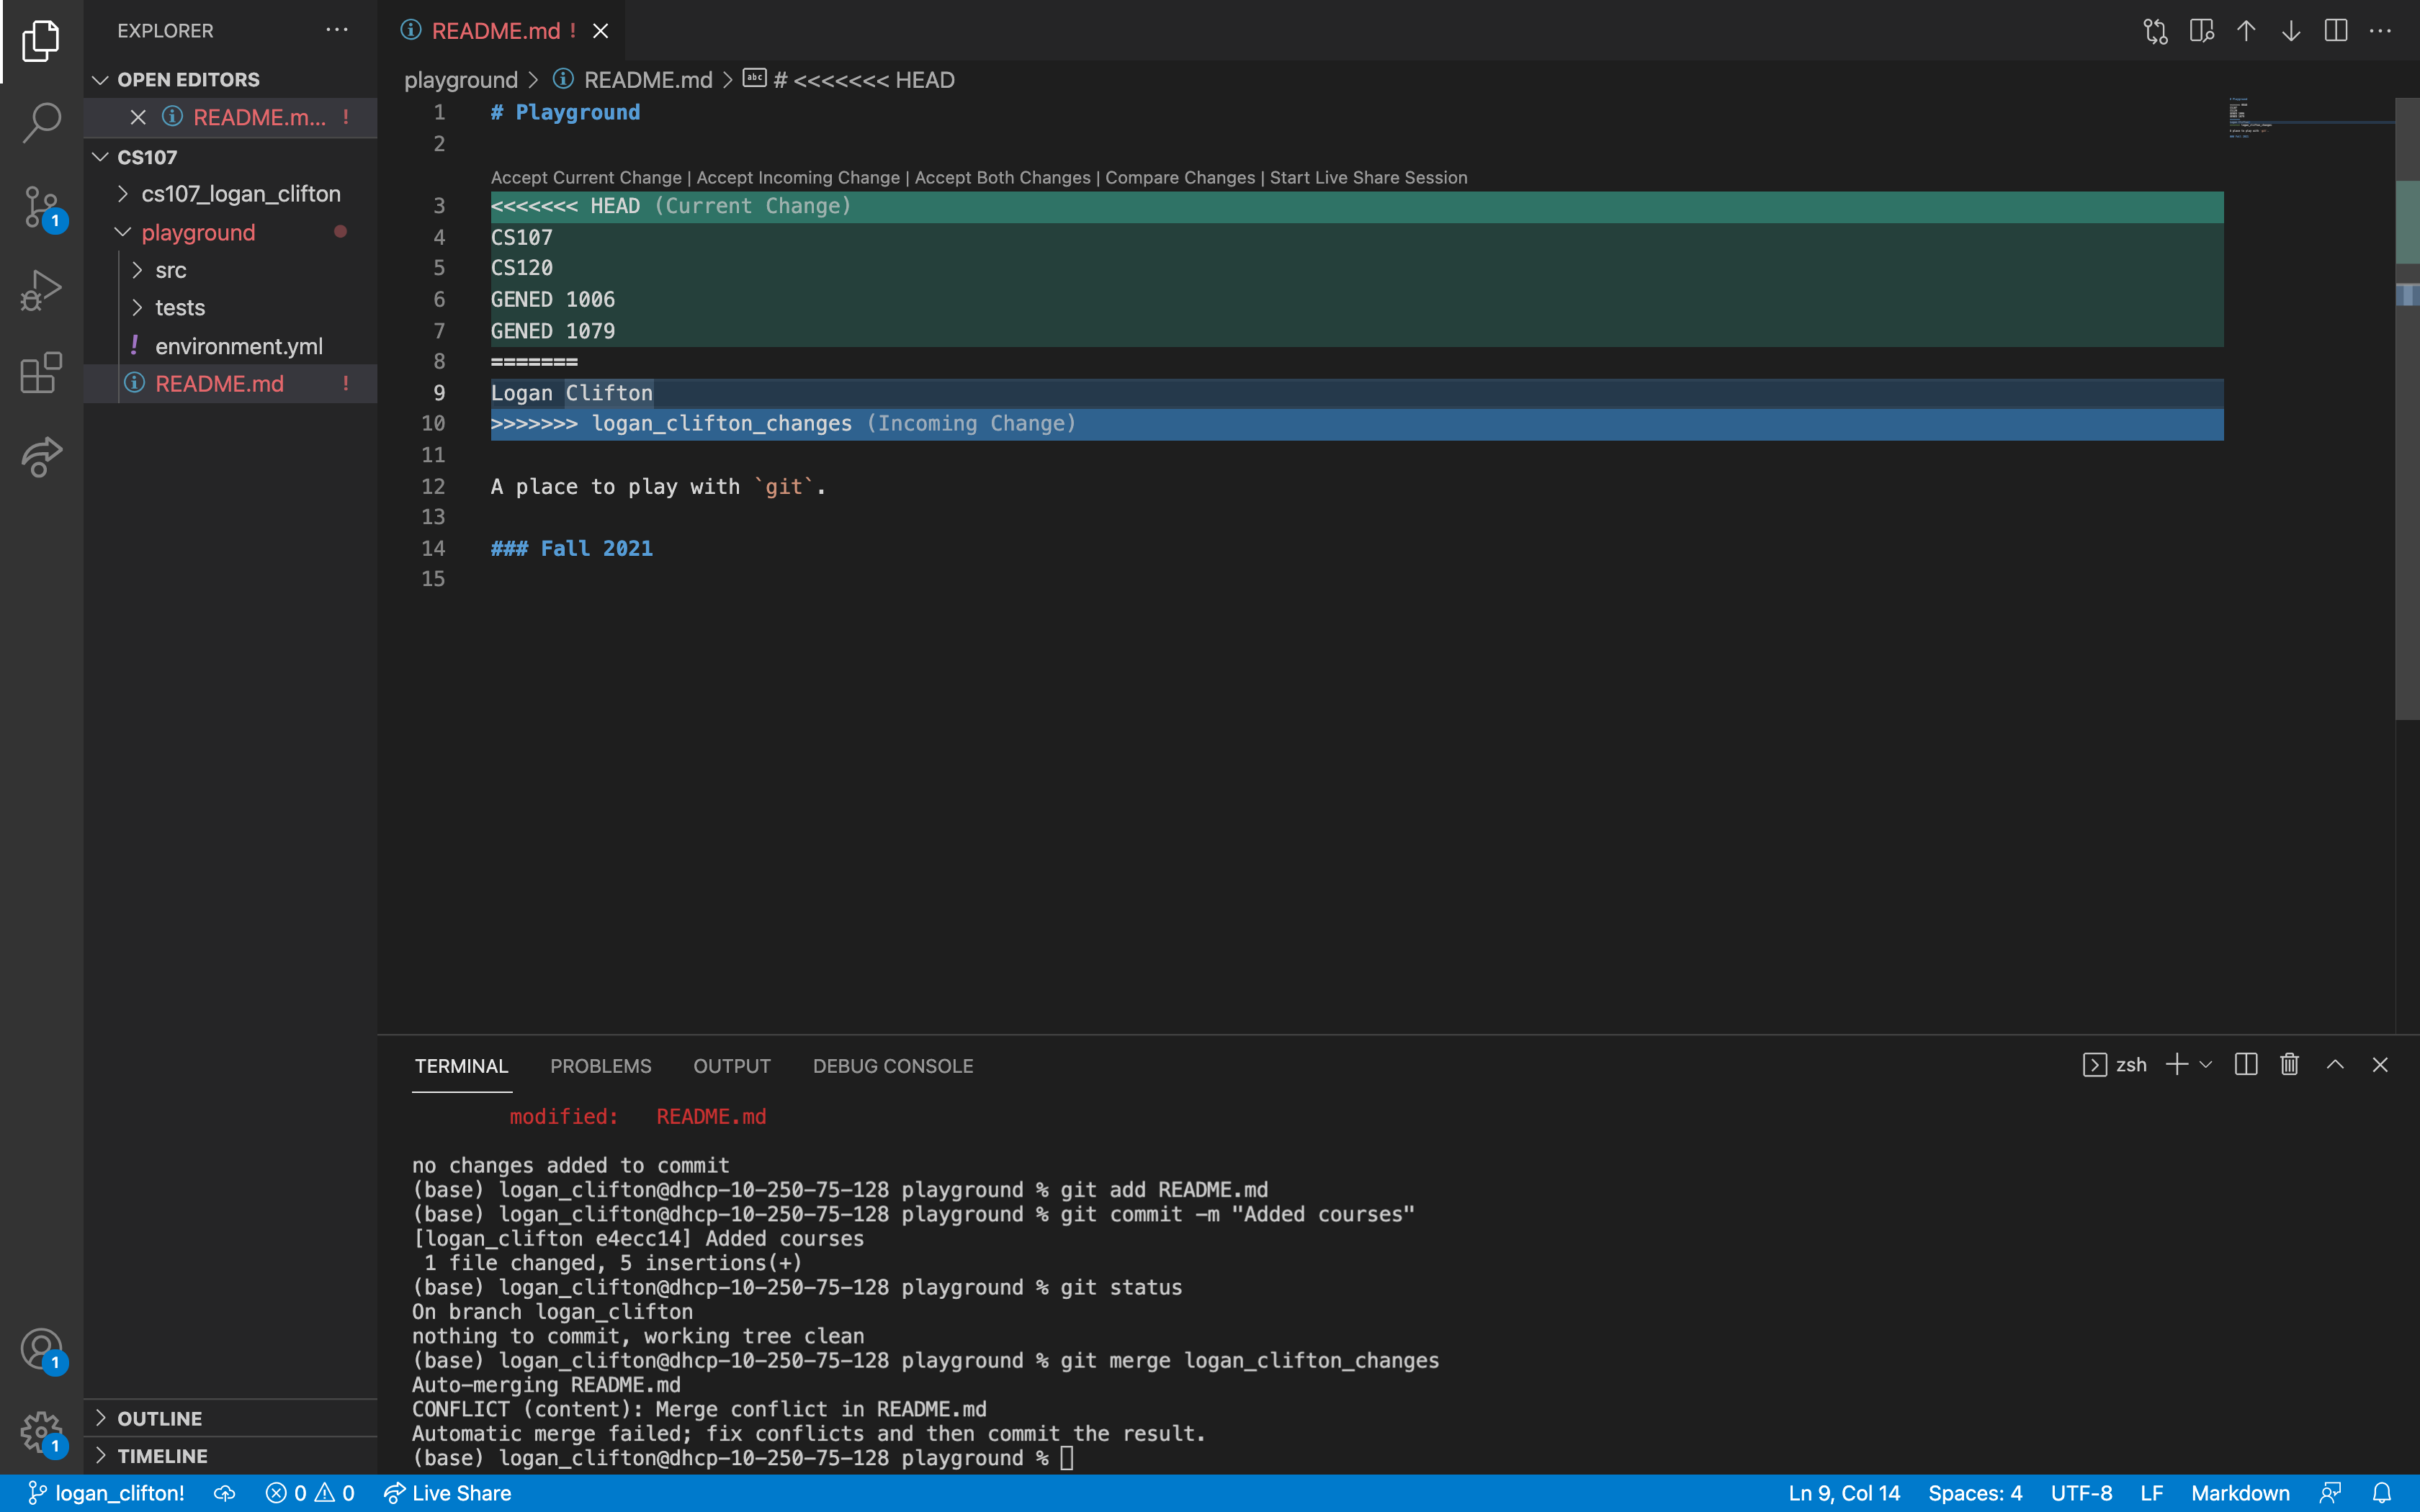 EXPLORER
OPEN EDITORS
README.m... !
CS107
cs107_logan_clifton
playground
src
tests
! environment.yml
README.md !
OUTLINE
TIMELINE
README.md !
playground > README.md > # <<<<<<< HEAD
1 # Playground
2
Accept Current Change | Accept Incoming Change | Accept Both Changes | Compare Changes | Start Live Share Session
3 <<<<<<< HEAD (Current Change)
4 CS107
5 CS120
6 GENED 1006
7 GENED 1079
8 =======
9 Logan Clifton
10 >>>>>>> logan_clifton_changes (Incoming Change)
11
12 A place to play with `git`.
13
14 ### Fall 2021
15
TERMINAL PROBLEMS OUTPUT DEBUG CONSOLE
zsh
modified: README.md
no changes added to commit
(base) logan_clifton@dhcp-10-250-75-128 playground % git add README.md
(base) logan_clifton@dhcp-10-250-75-128 playground % git commit -m "Added courses"
[logan_clifton e4ecc14] Added courses
1 file changed, 5 insertions(+)
(base) logan_clifton@dhcp-10-250-75-128 playground % git status
On branch logan_clifton
nothing to commit, working tree clean
(base) logan_clifton@dhcp-10-250-75-128 playground % git merge logan_clifton_changes
Auto-merging README.md
CONFLICT (content): Merge conflict in README.md
Automatic merge failed; fix conflicts and then commit the result.
(base) logan_clifton@dhcp-10-250-75-128 playground %
1
1
1
logan_clifton! 0 0 Live Share
Ln 9, Col 14 Spaces: 4 UTF-8 LF Markdown